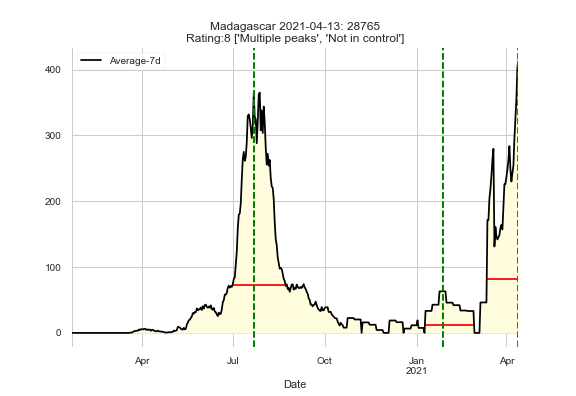 Madagascar 2021-04-13: 28765
Rating:8 ['Multiple peaks', 'Not in control']
Average-7d
400
300
200
100
0
Apr Jul Oct Jan Apr
2021
Date